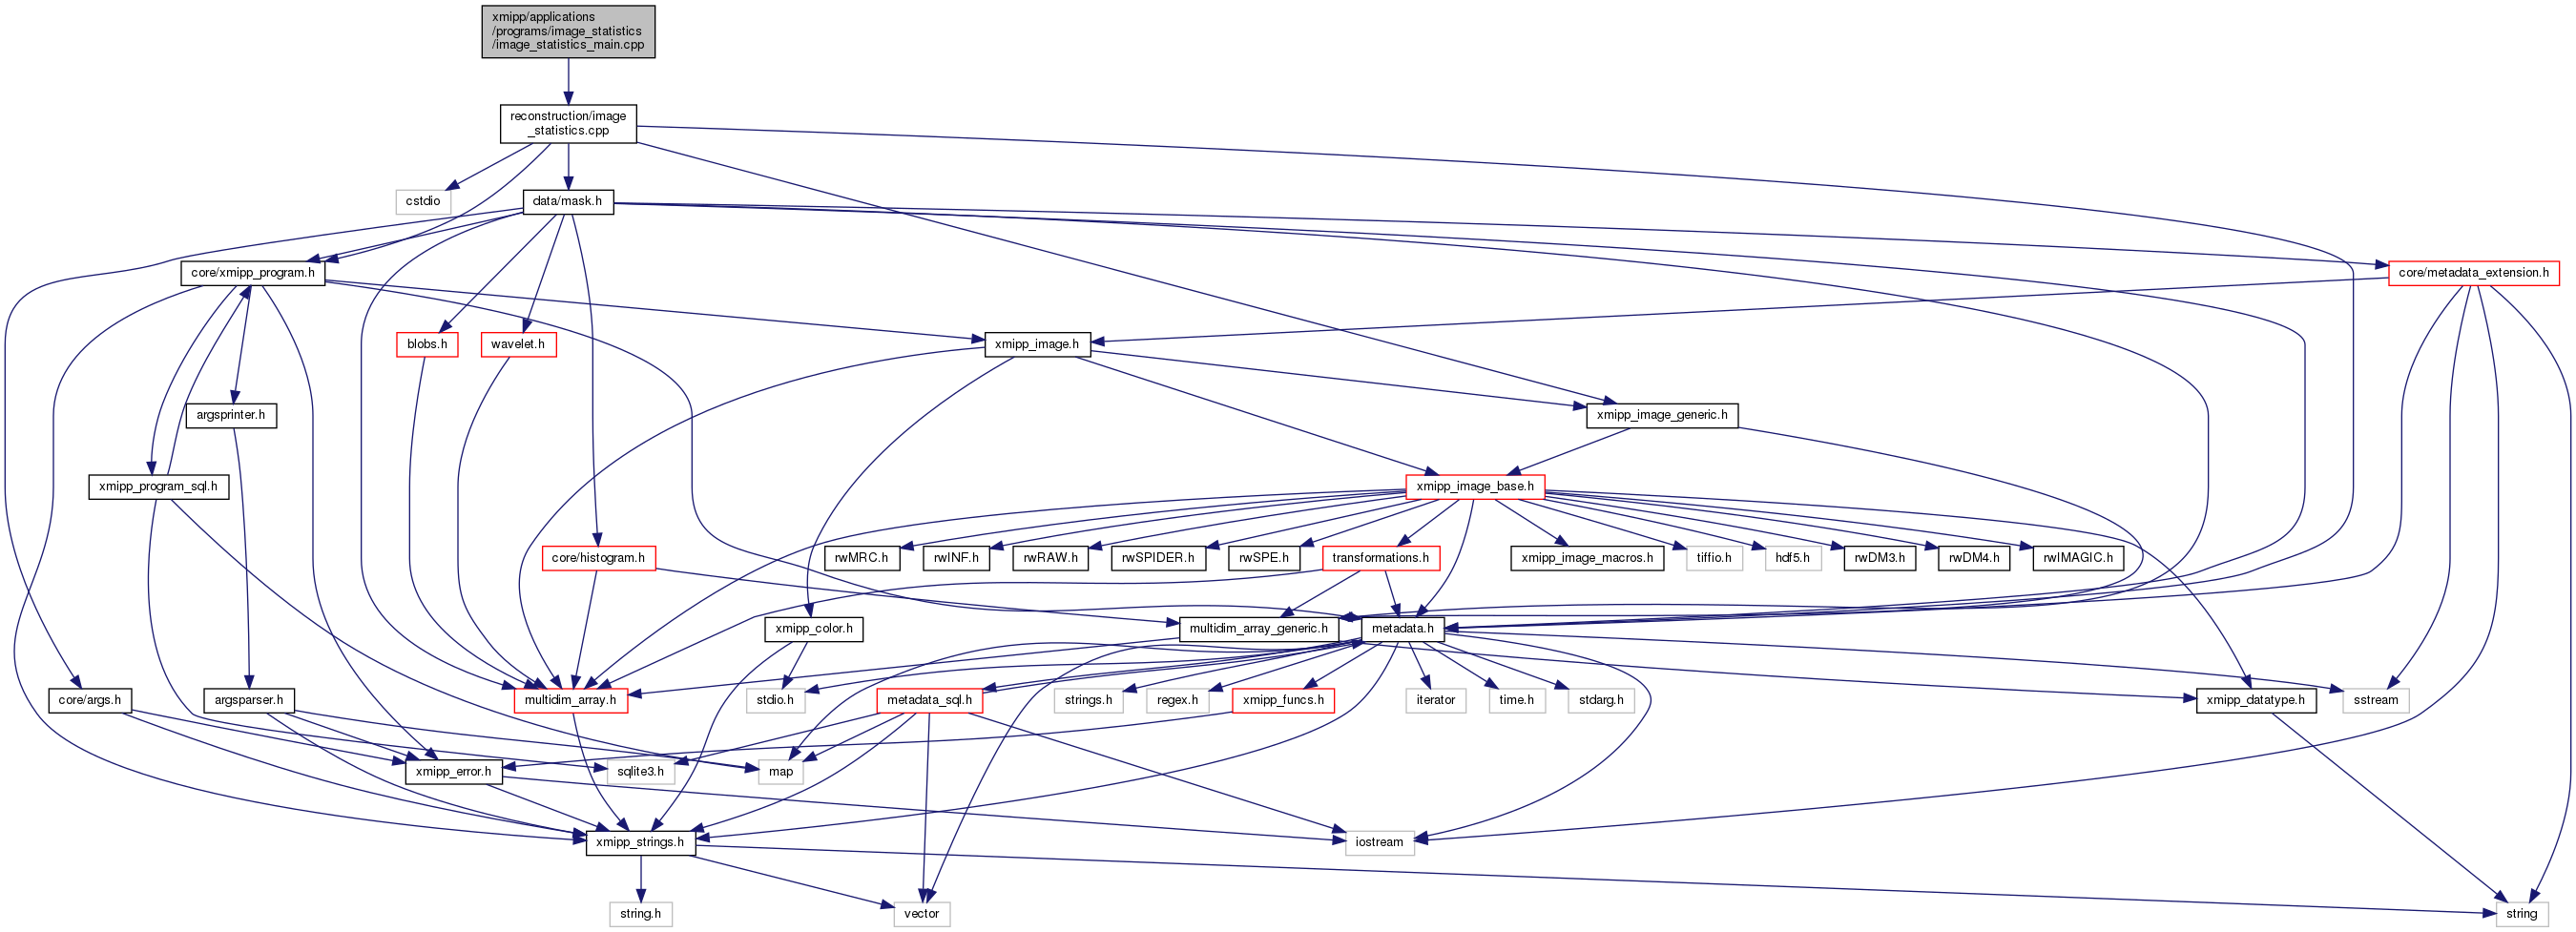 xmipp/applications
/programs/image_statistics
/image_statistics_main.cpp
reconstruction/image
_statistics.cpp
cstdio
data/mask.h
core/xmipp_program.h
core/metadata_extension.h
blobs.h
wavelet.h
xmipp_image.h
argsprinter.h
xmipp_image_generic.h
xmipp_program_sql.h
xmipp_image_base.h
core/histogram.h
rwMRC.h
rwINF.h
rwRAW.h
rwSPIDER.h
rwSPE.h
transformations.h
xmipp_image_macros.h
tiffio.h
hdf5.h
rwDM3.h
rwDM4.h
rwIMAGIC.h
xmipp_color.h
multidim_array_generic.h
metadata.h
core/args.h
argsparser.h
multidim_array.h
stdio.h
metadata_sql.h
strings.h
regex.h
xmipp_funcs.h
iterator
time.h
stdarg.h
xmipp_datatype.h
sstream
xmipp_error.h
sqlite3.h
map
xmipp_strings.h
iostream
string.h
vector
string